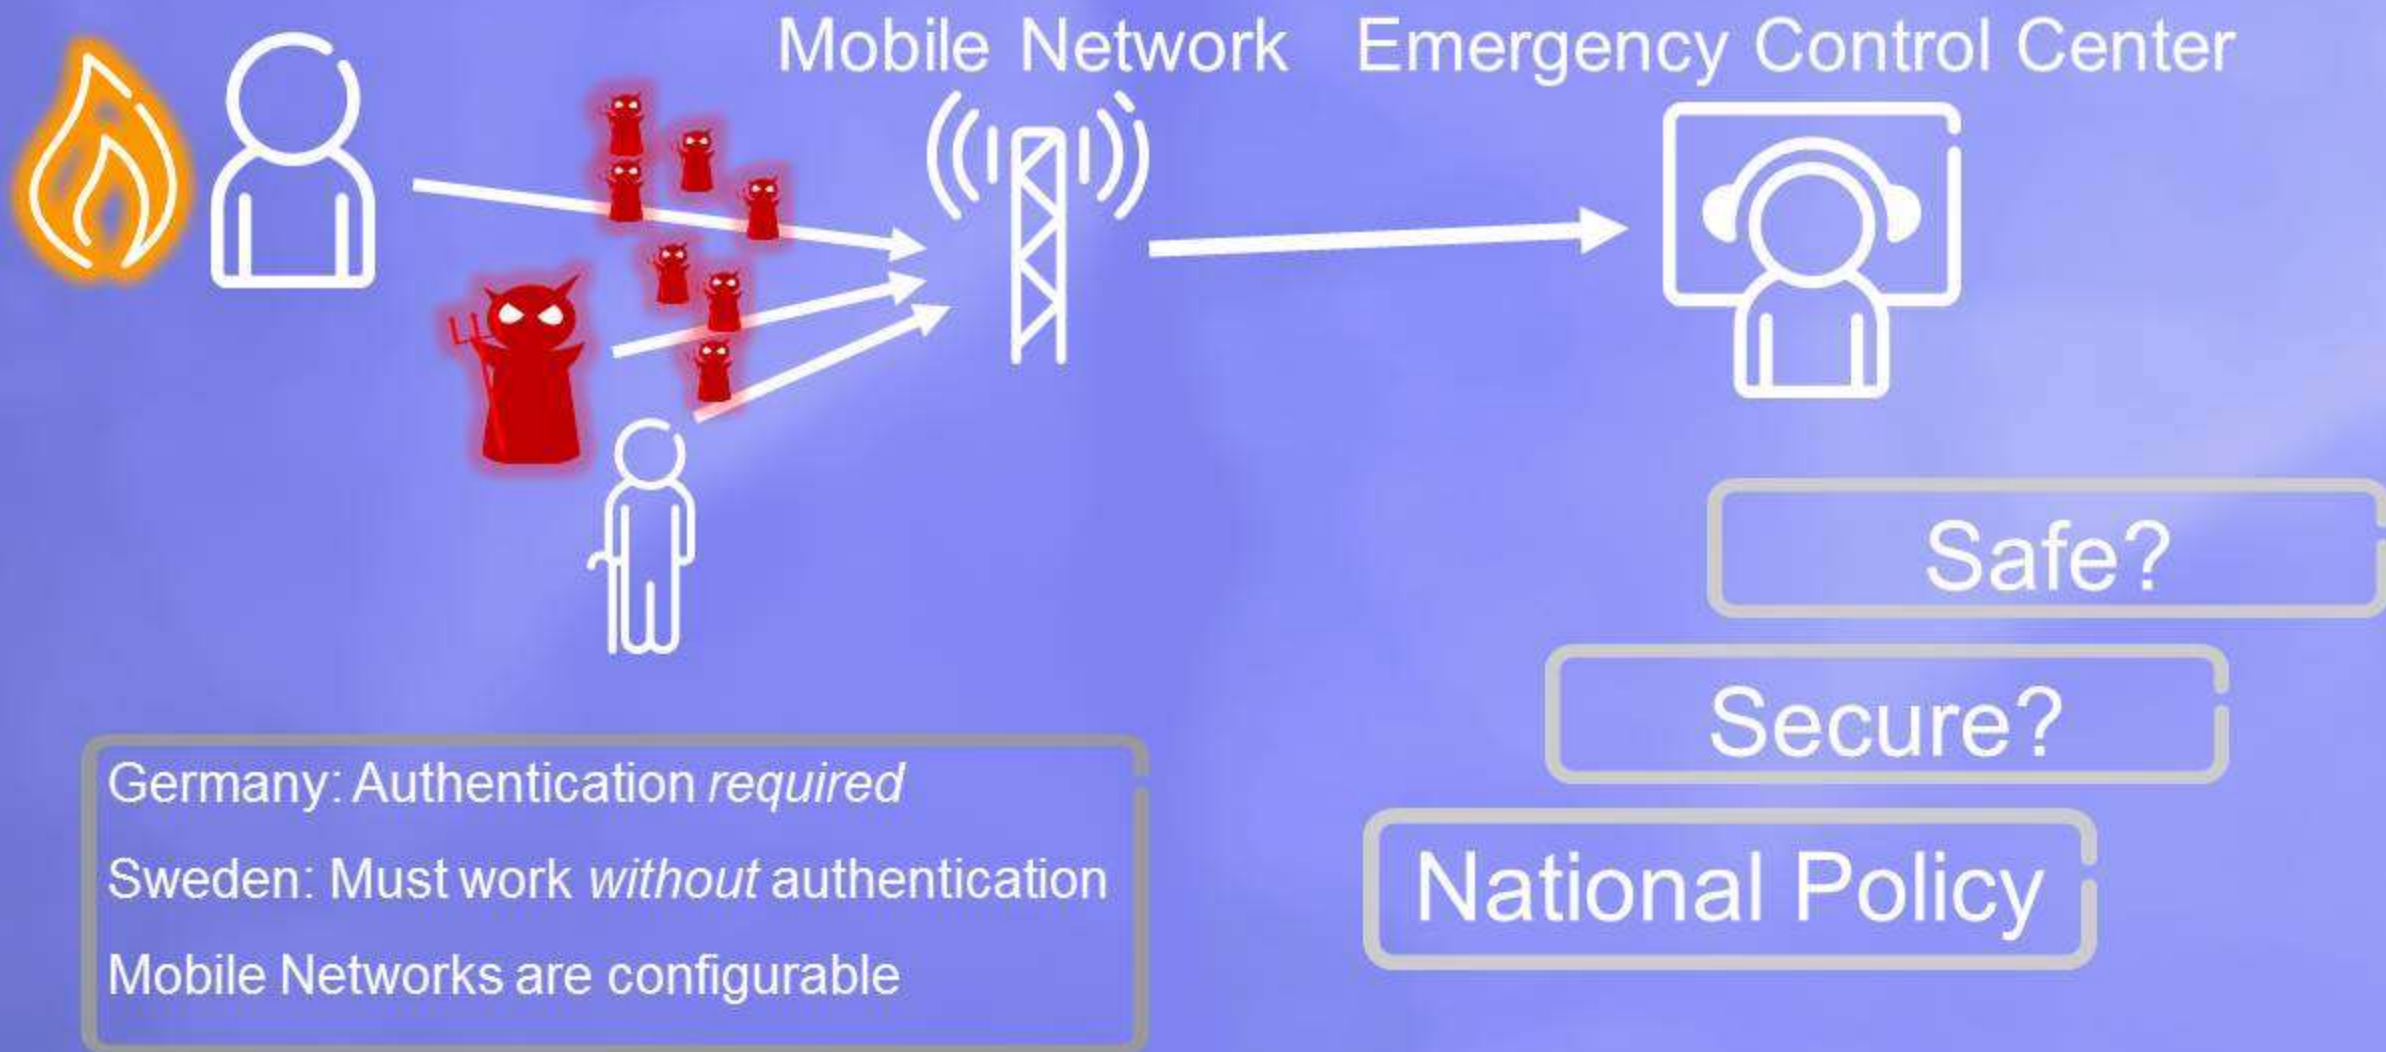 Mobile Network
Emergency Control Center
Safe?
Secure?
National Policy
Germany: Authentication required
Sweden: Must work without authentication
Mobile Networks are configurable